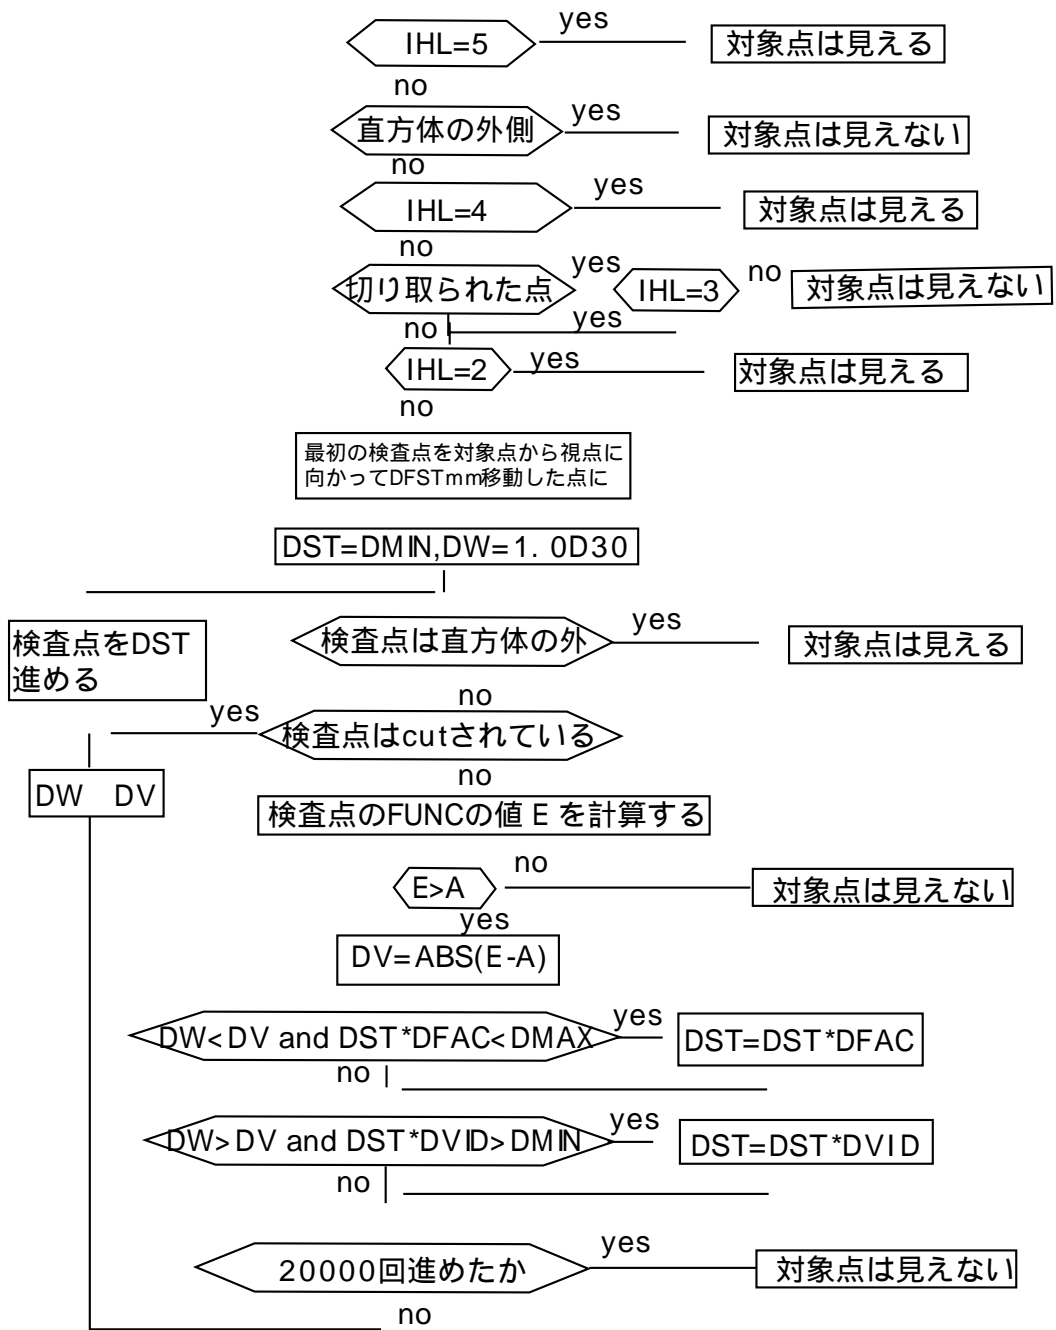 yes
IHL=5
対象点は見える
no
yes
直方体の外側
対象点は見えない
no
yes
IHL=4
対象点は見える
no
切り取られた点
yes
IHL=3
no
対象点は見えない
no
yes
IHL=2
yes
対象点は見える
no
最初の検査点を対象点から視点に
向かってDFSTmm移動した点に
DST=DMIN,DW=1. 0D30
検査点をDST
進める
検査点は直方体の外
yes
対象点は見える
no
yes
検査点はcutされている
no
DW DV
検査点のFUNCの値 E を計算する
E>A
no
対象点は見えない
yes
DV=ABS(E-A)
DW<DV and DST*DFAC<DMAX
yes
DST=DST*DFAC
no
DW>DV and DST*DVID>DMIN
yes
DST=DST*DVID
no
20000回進めたか
yes
対象点は見えない
no